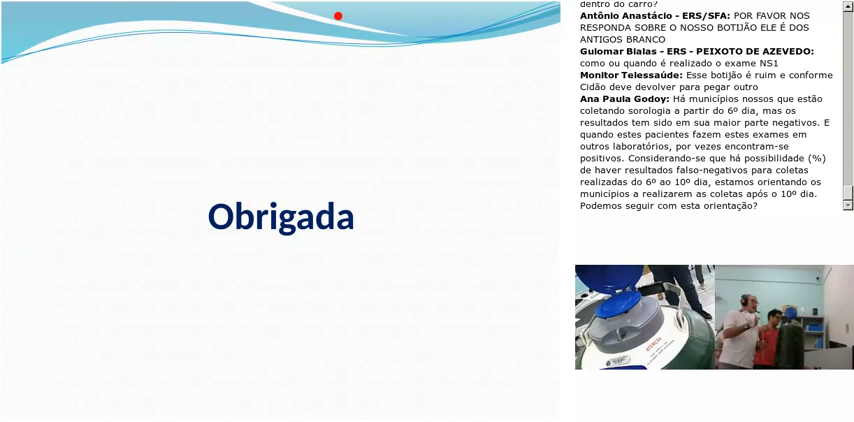 Obrigada
dentro do carro?
Antônio Anastácio - ERS/SFA: POR FAVOR NOS
RESPONDA SOBRE O NOSSO BOTIJÃO ELE É DOS
ANTIGOS BRANCO
Guiomar Bialas - ERS - PEIXOTO DE AZEVEDO:
como ou quando é realizado o exame NS1
Monitor Telessaúde: Esse botijão é ruim e conforme
Cidão deve devolver para pegar outro
Ana Paula Godoy: Há municípios nossos que estão
coletando sorologia a partir do 6º dia, mas os
resultados tem sido em sua maior parte negativos. E
quando estes pacientes fazem estes exames em
outros laboratórios, por vezes encontram-se
positivos. Considerando-se que há possibilidade (%)
de haver resultados falso-negativos para coletas
realizadas do 6º ao 10º dia, estamos orientando os
municípios a realizarem as coletas após o 10º dia.
Podemos seguir com esta orientação?
ATENÇÃO